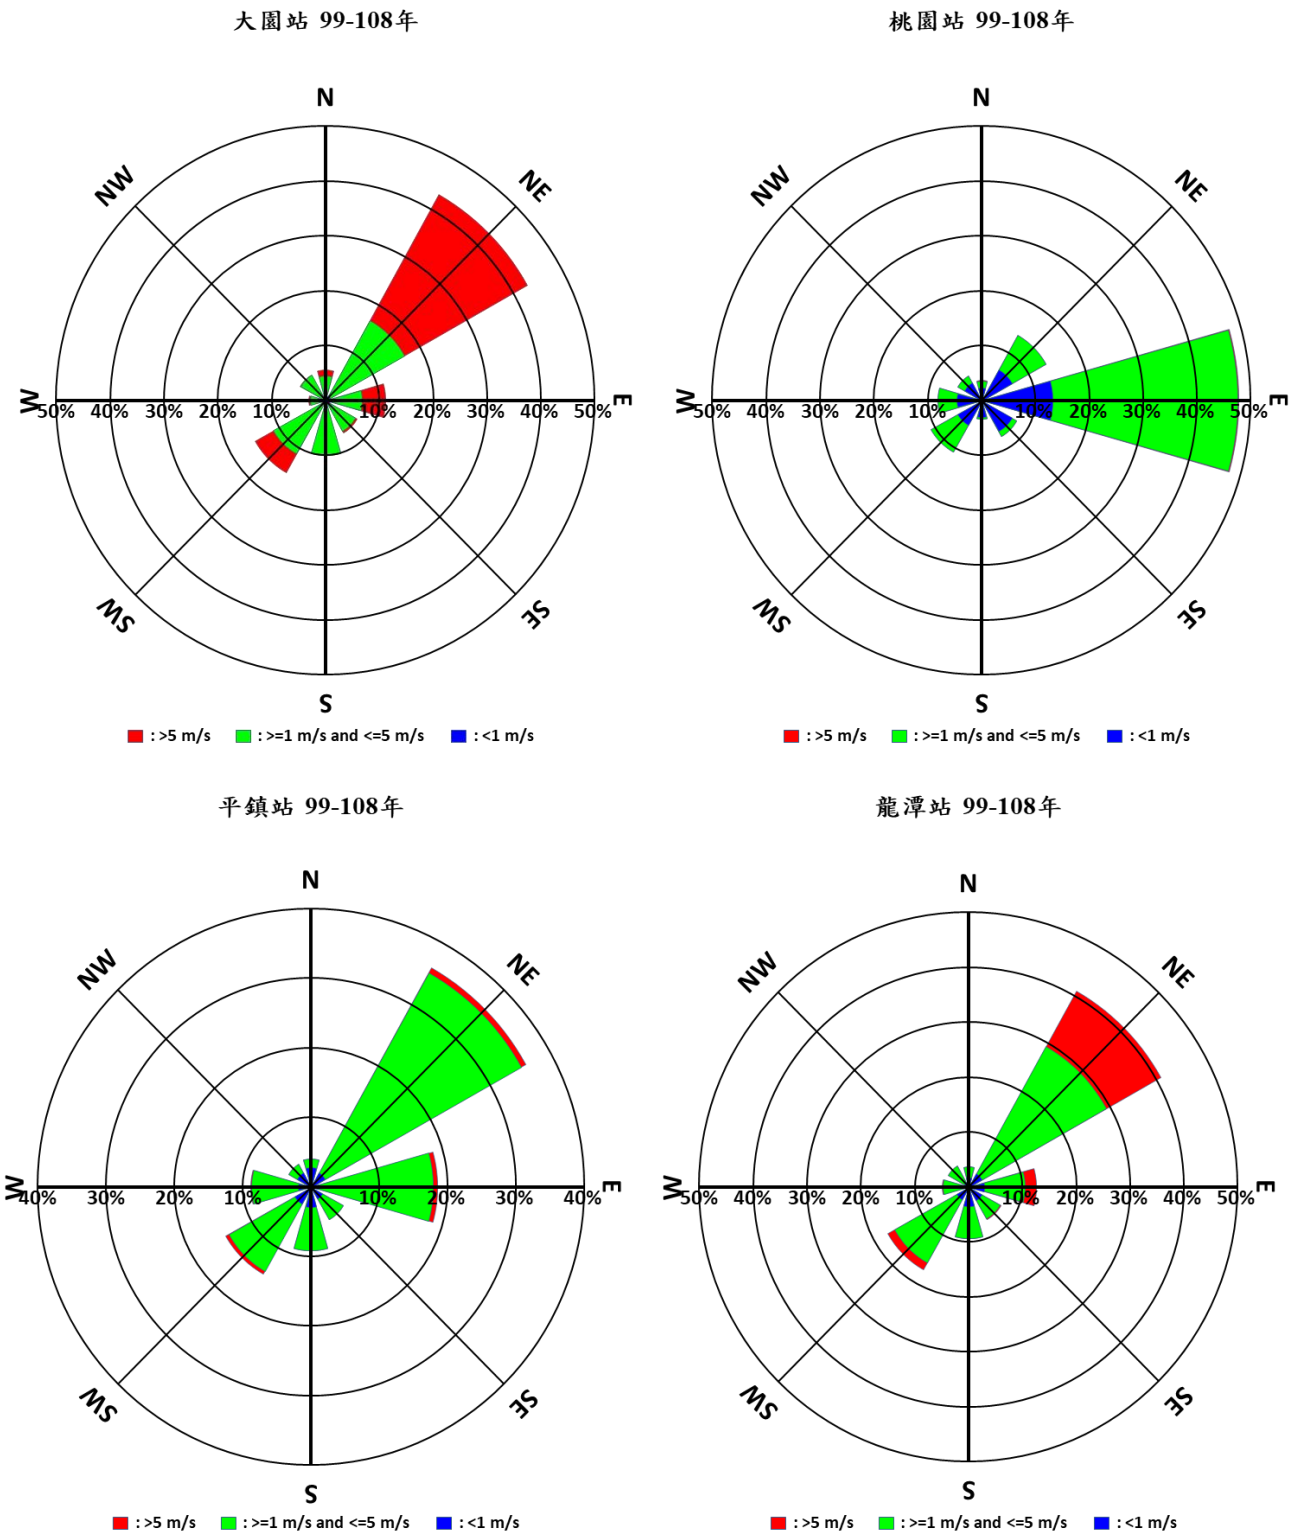 大園站 99-108年
桃園站 99-108年
N
NW
NE
W
E
50% 40% 30% 20% 10% 10% 20% 30% 40% 50%
SW
SE
S
: >5 m/s : >=1 m/s and <=5 m/s : <1 m/s
N
NW
NE
W
E
50% 40% 30% 20% 10% 10% 20% 30% 40% 50%
SW
SE
S
: >5 m/s : >=1 m/s and <=5 m/s : <1 m/s
平鎮站 99-108年
龍潭站 99-108年
N
NW
NE
W
E
40% 30% 20% 10% 10% 20% 30% 40%
SW
SE
S
: >5 m/s : >=1 m/s and <=5 m/s : <1 m/s
N
NW
NE
W
E
50% 40% 30% 20% 10% 10% 20% 30% 40% 50%
SW
SE
S
: >5 m/s : >=1 m/s and <=5 m/s : <1 m/s